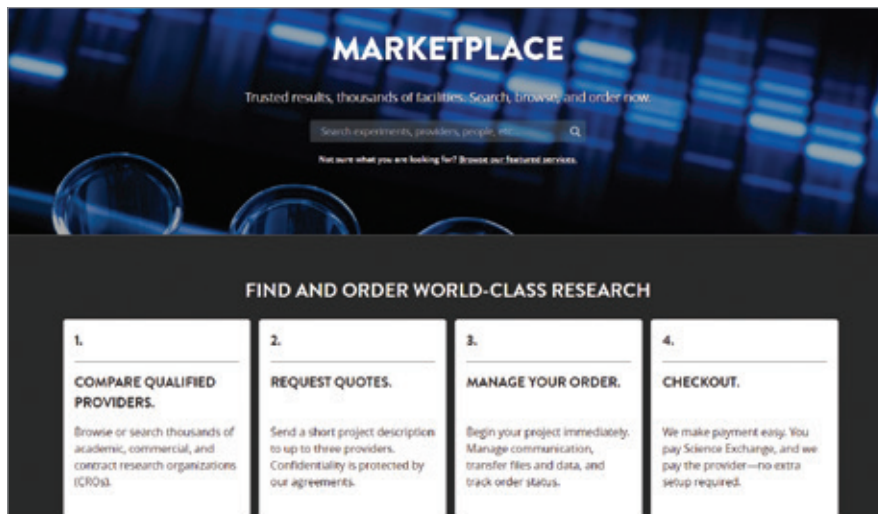 MARKETPLACE
Trusted results, thousands of facilities. Search, browse, and order now.
Search experiments, providers, people, etc...
Not sure what you are looking for? Browse our featured services.
FIND AND ORDER WORLD-CLASS RESEARCH
1.
COMPARE QUALIFIED
PROVIDERS.
Browse or search thousands of
academic, commercial, and
contract research organizations
(CROs).
2.
REQUEST QUOTES.
Send a short project description
to up to three providers.
Confidentiality is protected by
our agreements.
3.
MANAGE YOUR ORDER.
Begin your project immediately.
Manage communication,
transfer files and data, and
track order status.
4.
CHECKOUT.
We make payment easy. You
pay Science Exchange, and we
pay the provider—no extra
setup required.